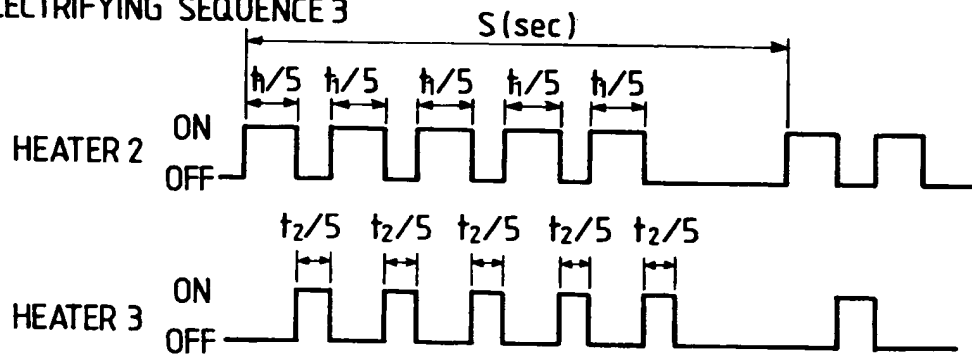 LECTRIFYING SEQUENCE 3
S(sec)
t1/5 t1/5 t1/5 t1/5 t1/5
HEATER 2
ON
OFF
t2/5 t2/5 t2/5 t2/5 t2/5
HEATER 3
ON
OFF